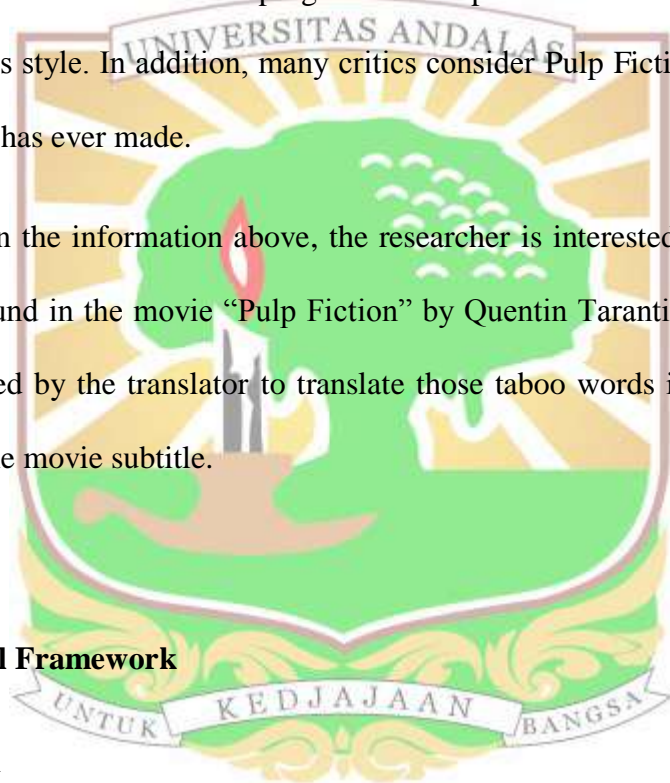 UNIVERSITAS ANDALAS
s style. In addition, many critics consider Pulp Ficti
has ever made.
n the information above, the researcher is interested
und in the movie “Pulp Fiction” by Quentin Taranti
ed by the translator to translate those taboo words i
e movie subtitle.
l Framework
UNTUK KEDJAJAAN BANGSA